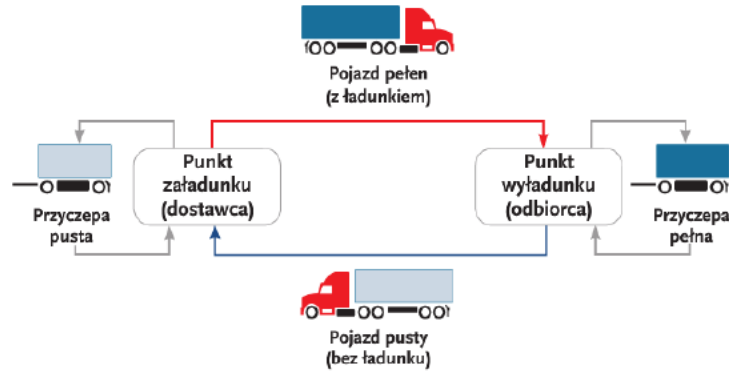 Pojazd pełen
(z ładunkiem)
Punkt
załadunku
(dostawca)
Punkt
wyładunku
(odbiorca)
Przyczepa
pusta
Przyczepa
pełna
Pojazd pusty
(bez ładunku)